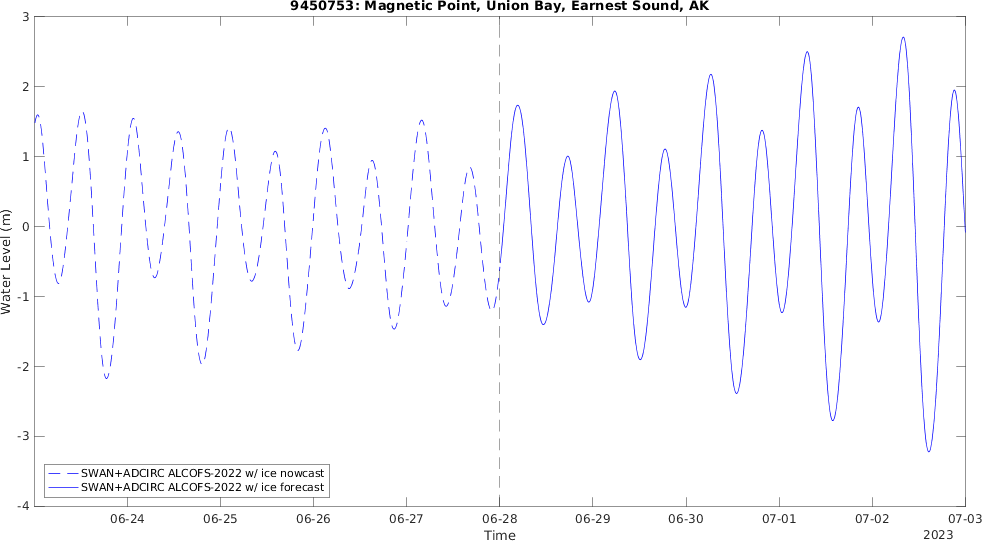 9450753: Magnetic Point, Union Bay, Earnest Sound, AK
Water Level (m)
3
2
1
0
-1
-2
-3
-4
SWAN+ADCIRC ALCOFS-2022 w/ ice nowcast
SWAN+ADCIRC ALCOFS-2022 w/ ice forecast
06-24 06-25 06-26 06-27 06-28 06-29 06-30 07-01 07-02 07-03
Time
2023